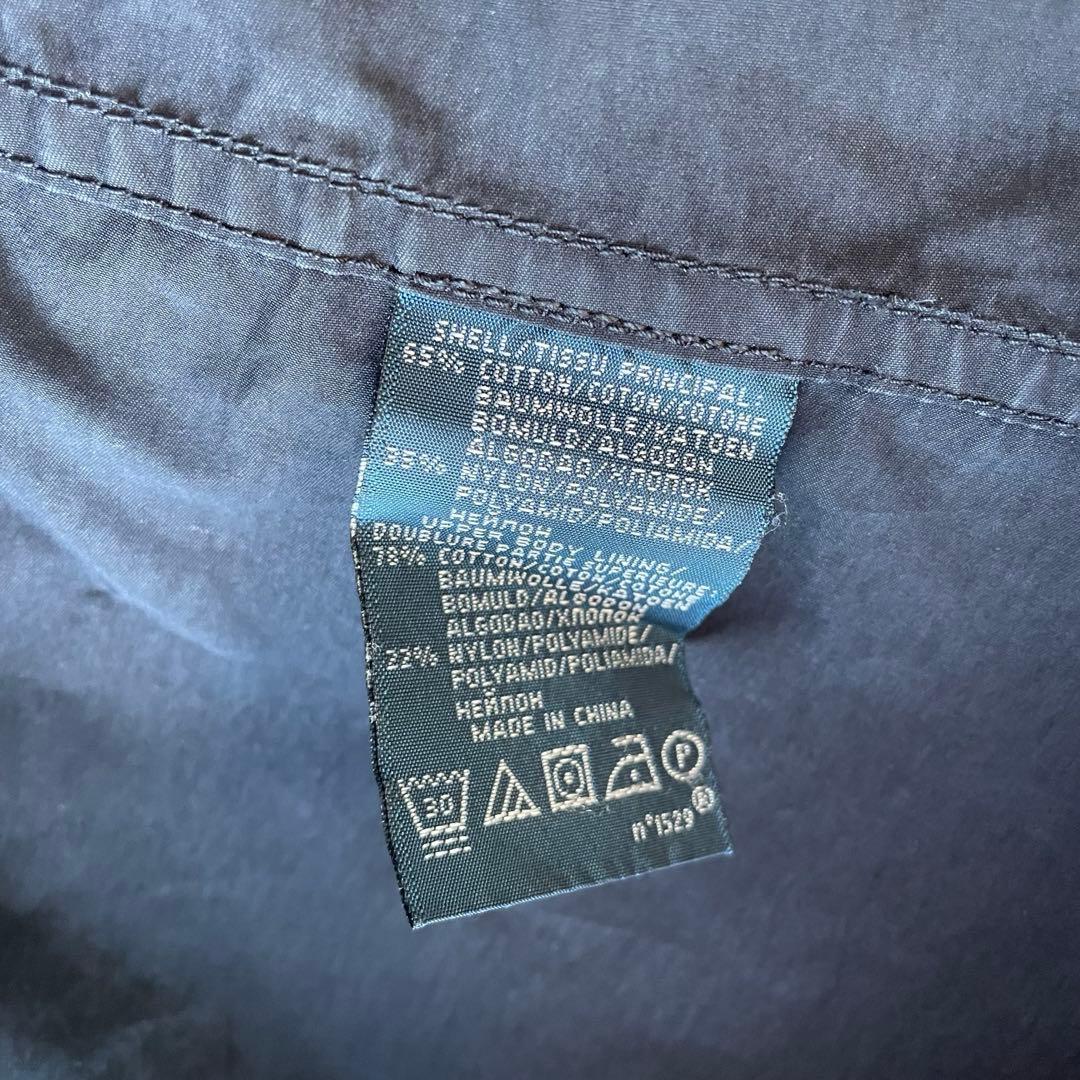 SHELL/TISSU PRINCIPAL
65% COTTON/COTON/COTONE
BAUMWOLLE/KATOEN
BOMULD/ALGODON
ALGODAO/ХЛОПОК
35% NYLON/POLYAMIDE/
POLYAMID/POLIAMIDA/
НЕЙЛОН
UPPER BODY LINING/
DOUBLURE PARTIE SUPERIEURE:
78% COTTON/COTON/COTONE
BAUMWOLLE/KATOEN
BOMULD/ALGODON
ALGODAO/ХЛОПОК
22% NYLON/POLYAMIDE/
POLYAMID/POLIAMIDA/
НЕЙЛОН
MADE IN CHINA
30 P
n°1529 ®